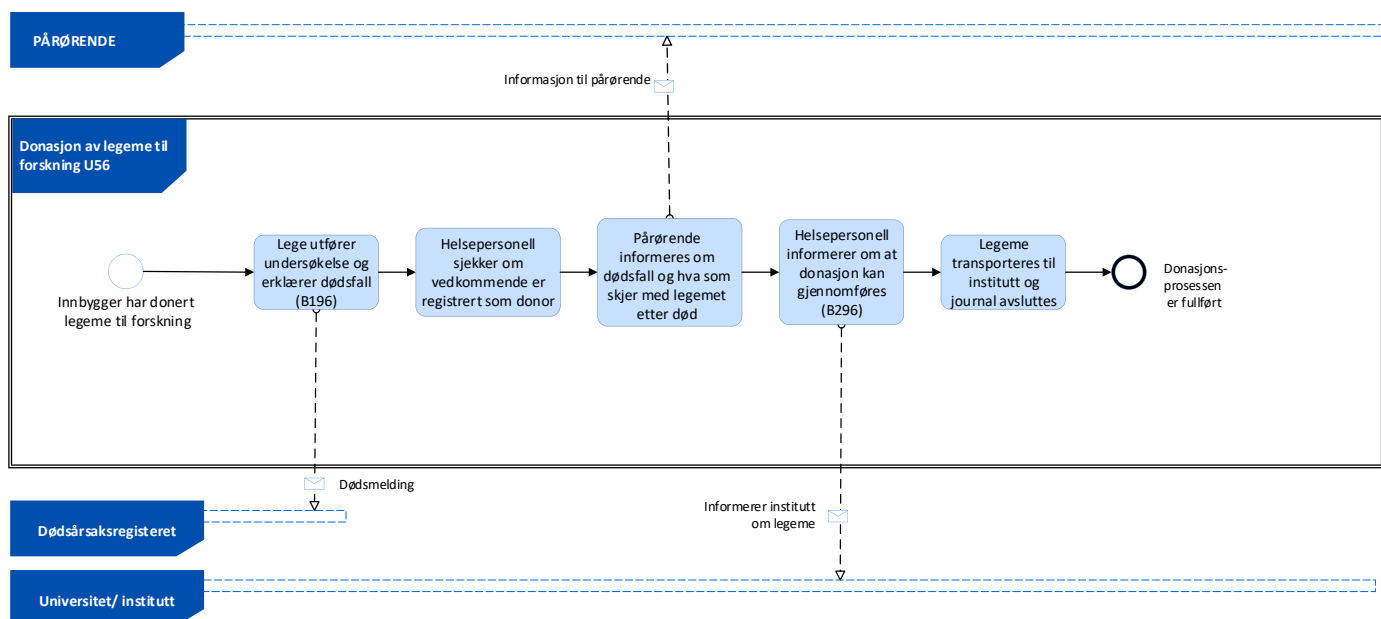 PÅRØRENDE
Informasjon til pårørende
Donasjon av legeme til
forskning U56
Innbygger har donert
legeme til forskning
Lege utfører
undersøkelse og
erklærer dødsfall
(B196)
Helsepersonell
sjekker om
vedkommende er
registrert som donor
Pårørende
informeres om
dødsfall og hva som
skjer med legemet
etter død
Helsepersonell
informerer om at
donasjon kan
gjennomføres
(B296)
Legeme
transporteres til
institutt og
journal avsluttes
Donasjons-
prosessen
er fullført
Dødsmelding
Informerer institutt
om legeme
Dødsårsaksregisteret
Universitet/ institutt